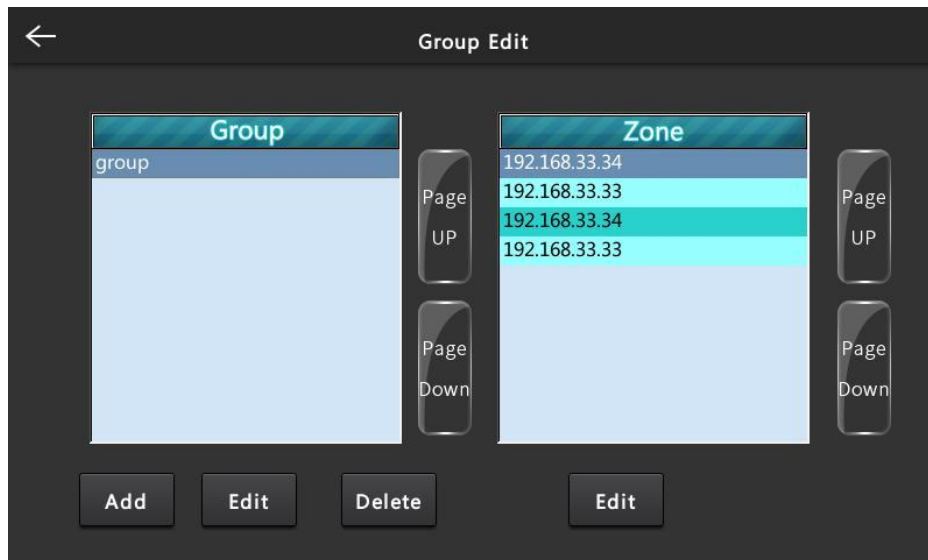 Group Edit
Group
group
Page
UP
Page
Down
Zone
192.168.33.34
192.168.33.33
192.168.33.34
192.168.33.33
Page
UP
Page
Down
Add
Edit
Delete
Edit